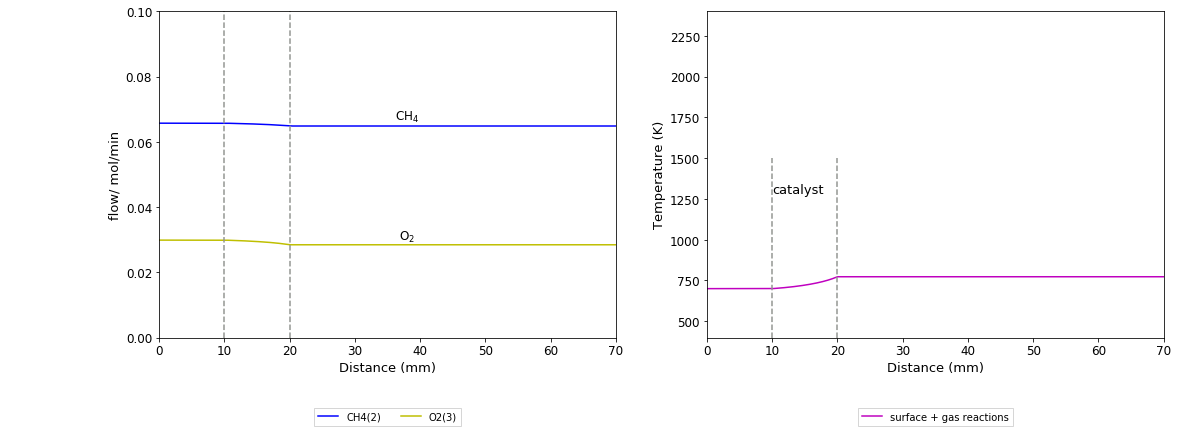 0.10
0.08
0.06
0.04
0.02
0.00
flow/ mol/min
CH₄
O₂
0 10 20 30 40 50 60 70
Distance (mm)
CH4(2) O2(3)
2250
2000
1750
1500
1250
1000
750
500
Temperature (K)
catalyst
0 10 20 30 40 50 60 70
Distance (mm)
surface + gas reactions